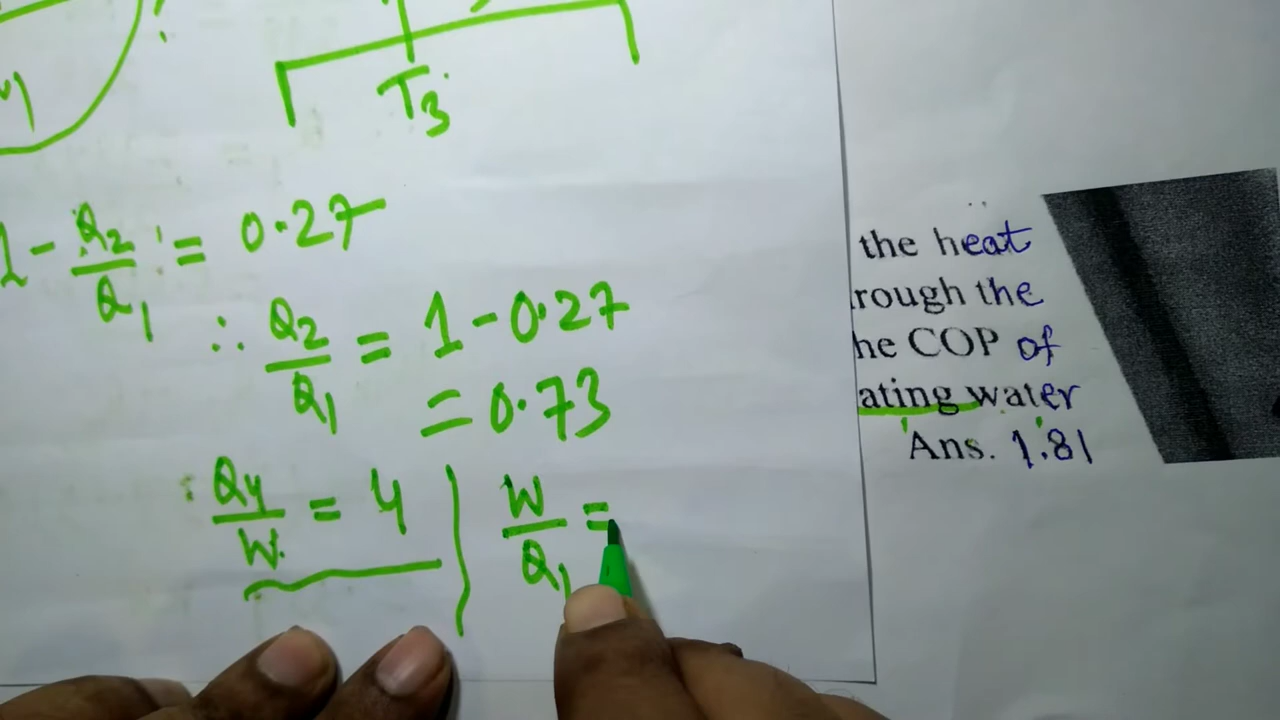 T3
1 - Q2/Q1 = 0.27
∴ Q2/Q1 = 1 - 0.27
= 0.73
Q4/W = 4 | W/Q1 =
the heat
rough the
he COP of
ating water
Ans. 1.81